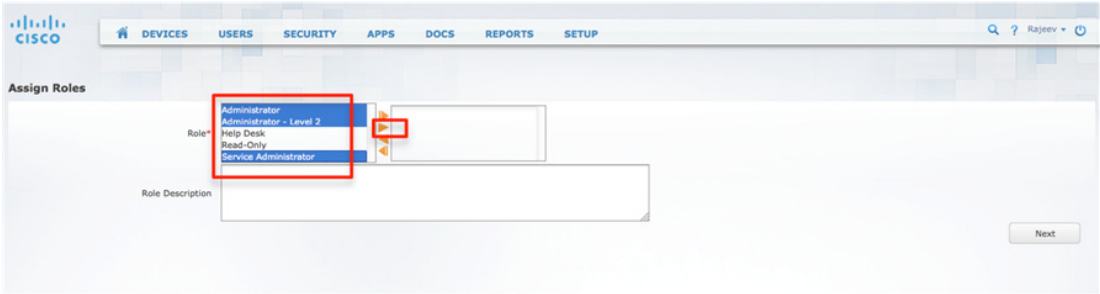 CISCO
DEVICES USERS SECURITY APPS DOCS REPORTS SETUP
? Rajeev
Assign Roles
Administrator
Administrator - Level 2
Role* Help Desk
Read-Only
Service Administrator
Role Description
Next